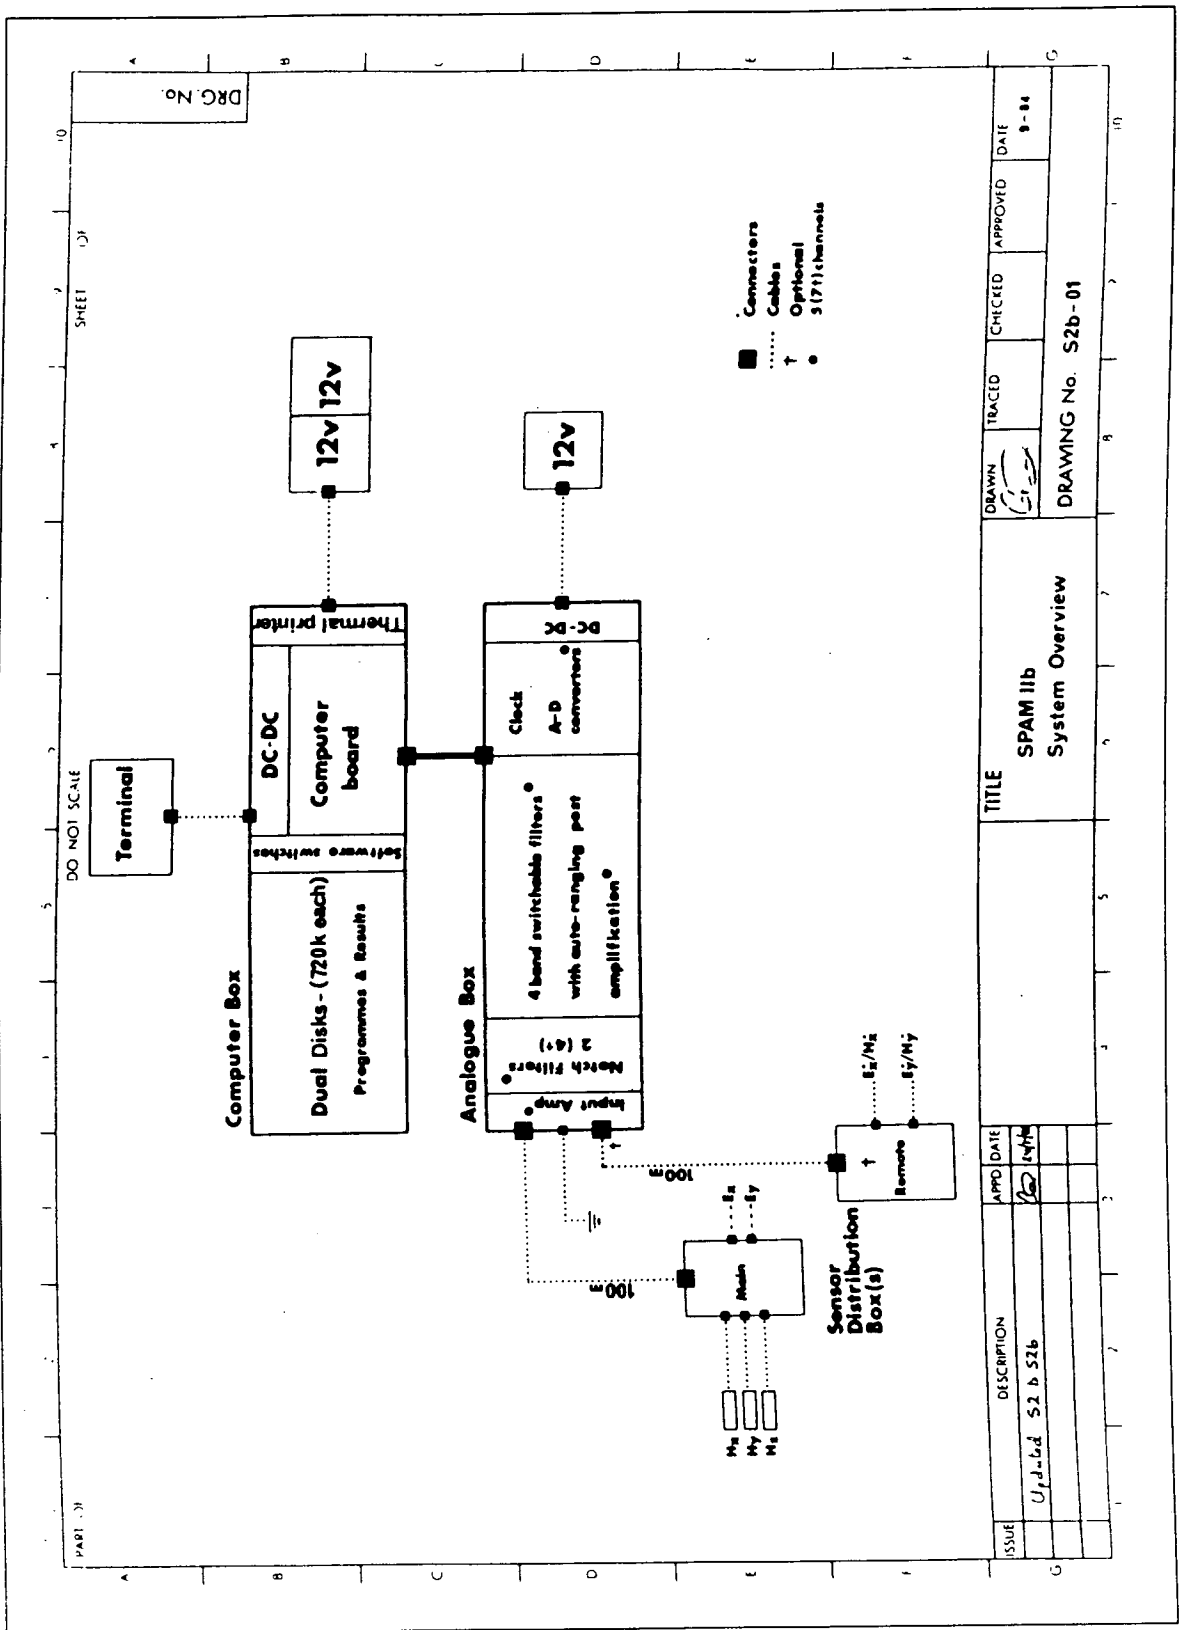 PART OF
DO NOT SCALE
SHEET OF
DRG. No.
Terminal
Computer Box
Dual Disks-(720k each)
Programmes & Results
Software switches
DC-DC
Computer
board
Thermal printer
12v
12v
Analogue Box
Input Amp
Notch Filters
2 (4†)
4 band switchable filters
with auto-ranging post
amplification
Clock
A-D
converters
DC-DC
12v
†
100m
100m
Hx
Hy
Hz
Main
Ex
Ey
Sensor
Distribution
Box(s)
†
Remote
Ex/Hx
Ey/Hy
Connectors
Cables
† Optional
5(7†)channels
ISSUE
DESCRIPTION
APPD
DATE
Updated S2 b S2b
TITLE
SPAM IIb
System Overview
DRAWN
TRACED
CHECKED
APPROVED
DATE
9-84
DRAWING No. S2b-01
A
B
C
D
E
F
G